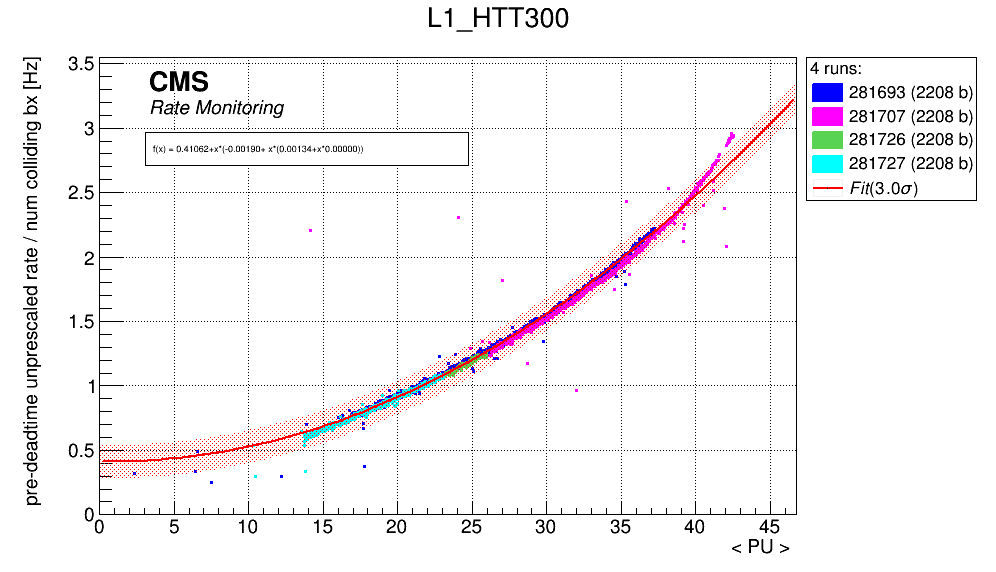 L1_HTT300
pre-deadtime unprescaled rate / num colliding bx [Hz]
3.5
3
2.5
2
1.5
1
0.5
0
CMS
Rate Monitoring
f(x) = 0.41062+x*(-0.00190+ x*(0.00134+x*0.00000))
0 5 10 15 20 25 30 35 40 45
< PU >
4 runs:
281693 (2208 b)
281707 (2208 b)
281726 (2208 b)
281727 (2208 b)
Fit(3.0σ)